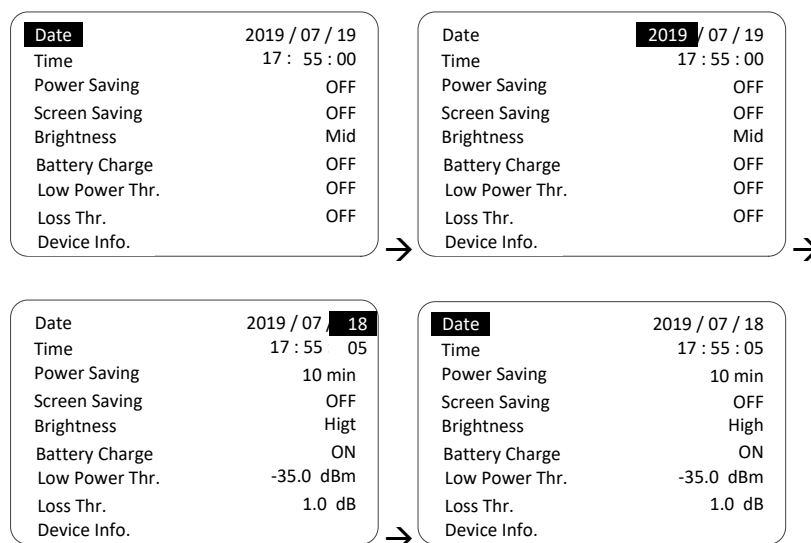 Date 2019 / 07 / 19
Time 17 : 55 : 00
Power Saving OFF
Screen Saving OFF
Brightness Mid
Battery Charge OFF
Low Power Thr. OFF
Loss Thr. OFF
Device Info.
→
Date 2019 / 07 / 19
Time 17 : 55 : 00
Power Saving OFF
Screen Saving OFF
Brightness Mid
Battery Charge OFF
Low Power Thr. OFF
Loss Thr. OFF
Device Info.
→
Date 2019 / 07 / 18
Time 17 : 55 05
Power Saving 10 min
Screen Saving OFF
Brightness Higt
Battery Charge ON
Low Power Thr. -35.0 dBm
Loss Thr. 1.0 dB
Device Info.
→
Date 2019 / 07 / 18
Time 17 : 55 : 05
Power Saving 10 min
Screen Saving OFF
Brightness High
Battery Charge ON
Low Power Thr. -35.0 dBm
Loss Thr. 1.0 dB
Device Info.